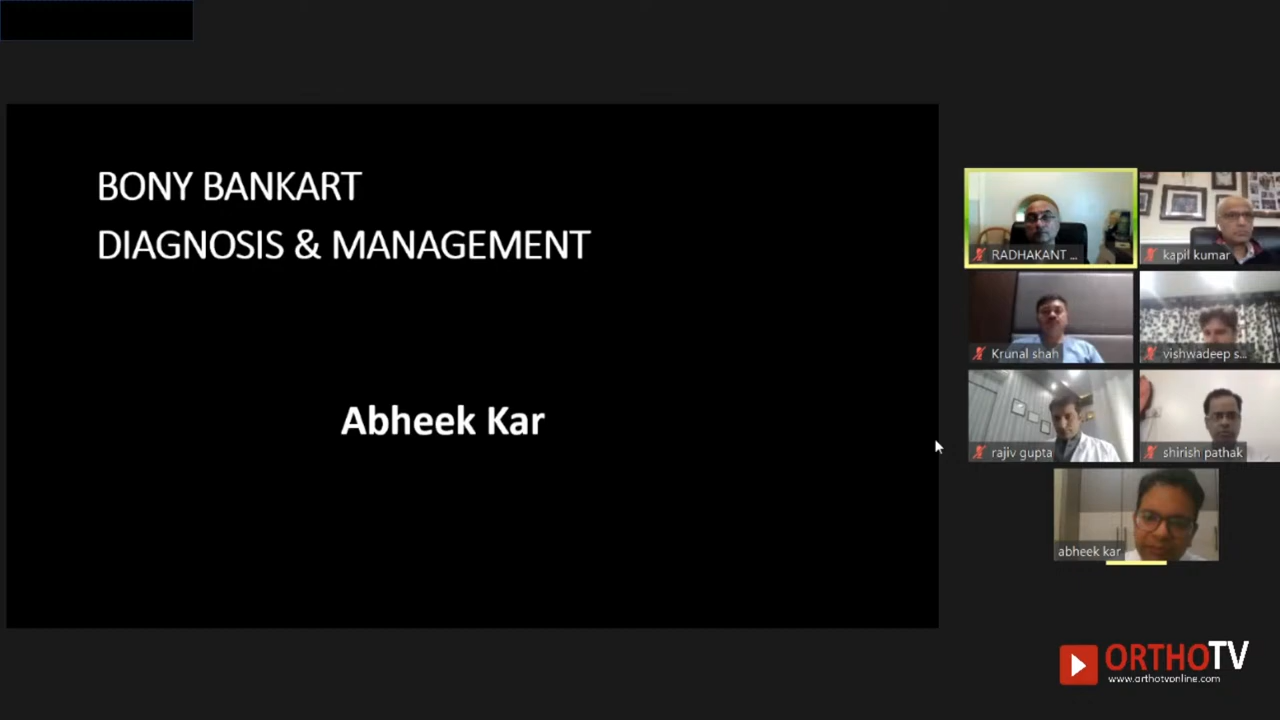 BONY BANKART
DIAGNOSIS & MANAGEMENT
Abheek Kar
RADHAKANT ...
kapil kumar
Krunal shah
vishwadeep s...
rajiv gupta
shirish pathak
abheek kar
ORTHOTV
www.orthotvonline.com